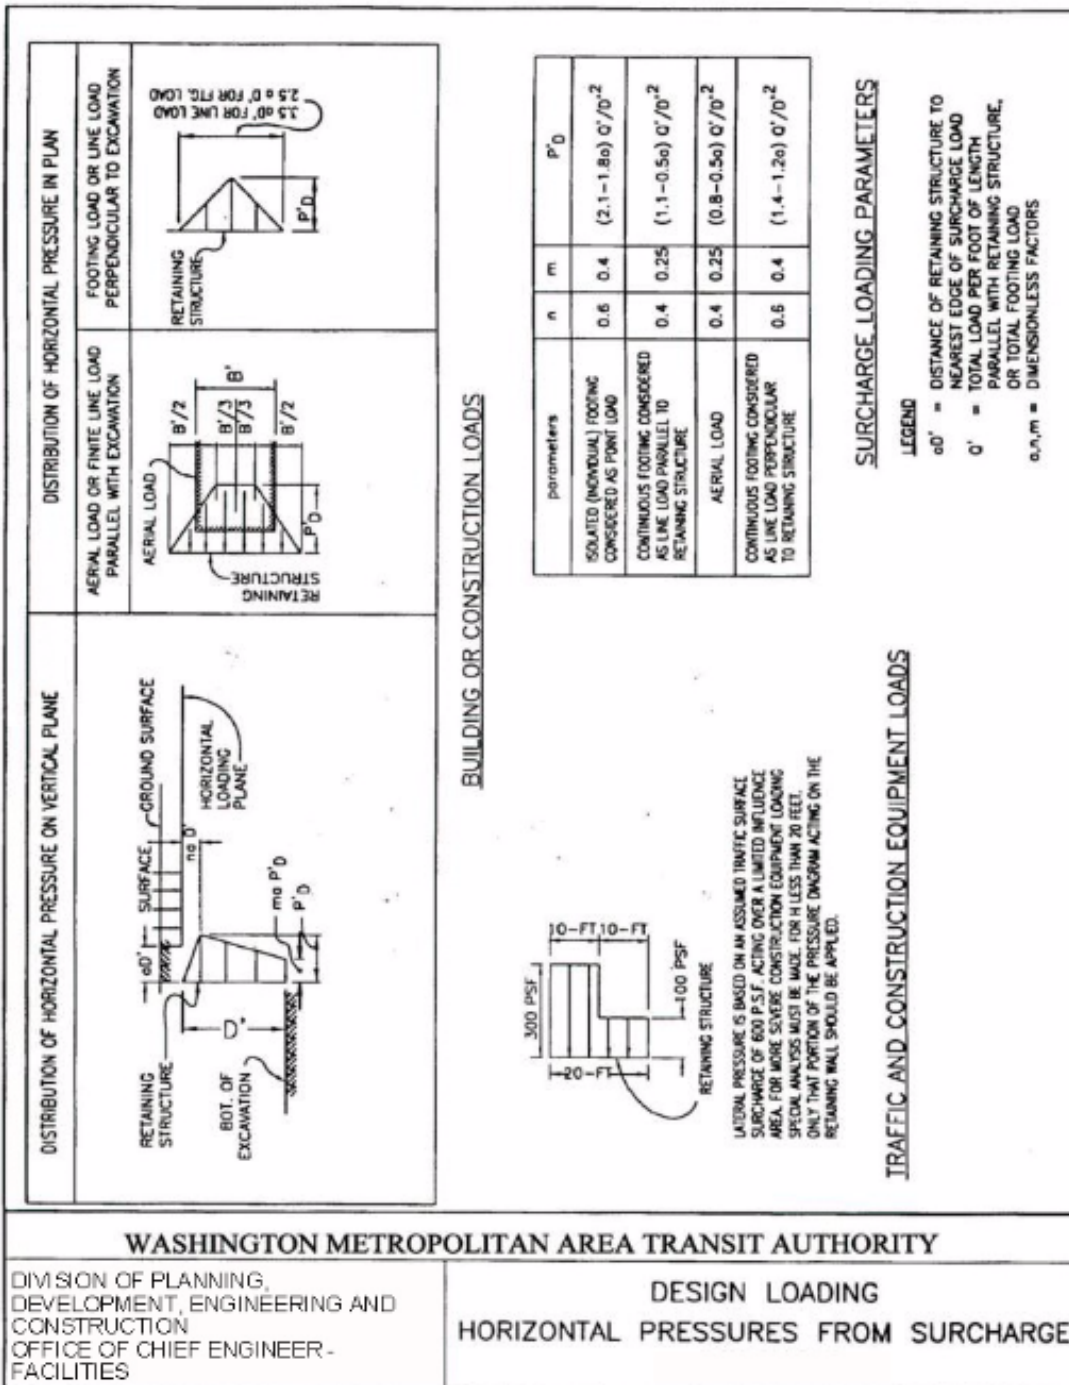 DISTRIBUTION OF HORIZONTAL PRESSURE ON VERTICAL PLANE
DISTRIBUTION OF HORIZONTAL PRESSURE IN PLAN
AERIAL LOAD OR FINITE LINE LOAD
PARALLEL WITH EXCAVATION
FOOTING LOAD OR LINE LOAD
PERPENDICULAR TO EXCAVATION
RETAINING
STRUCTURE
BOT. OF
EXCAVATION
D'
aD'
SURFACE
GROUND SURFACE
na D'
HORIZONTAL
LOADING
PLANE
ma P'D
P'D
AERIAL LOAD
B'/2
B'/3
B'/3
B'/2
B'
P'D
RETAINING
STRUCTURE
RETAINING
STRUCTURE
P'D
3.5 aD' FOR LINE LOAD
2.5 a D' FOR FTG. LOAD
BUILDING OR CONSTRUCTION LOADS
300 PSF
10-FT
10-FT
20-FT
100 PSF
RETAINING STRUCTURE
LATERAL PRESSURE IS BASED ON AN ASSUMED TRAFFIC SURFACE
SURCHARGE OF 600 P.S.F. ACTING OVER A LIMITED INFLUENCE
AREA. FOR MORE SEVERE CONSTRUCTION EQUIPMENT LOADING
SPECIAL ANALYSIS MUST BE MADE. FOR H LESS THAN 20 FEET,
ONLY THAT PORTION OF THE PRESSURE DIAGRAM ACTING ON THE
RETAINING WALL SHOULD BE APPLIED.
TRAFFIC AND CONSTRUCTION EQUIPMENT LOADS
parameters n m P'D
ISOLATED (INDIVIDUAL) FOOTING
CONSIDERED AS POINT LOAD
0.6 0.4 (2.1-1.8a) Q'/D'2
CONTINUOUS FOOTING CONSIDERED
AS LINE LOAD PARALLEL TO
RETAINING STRUCTURE
0.4 0.25 (1.1-0.5a) Q'/D'2
AERIAL LOAD 0.4 0.25 (0.8-0.5a) Q'/D'2
CONTINUOUS FOOTING CONSIDERED
AS LINE LOAD PERPENDICULAR
TO RETAINING STRUCTURE
0.6 0.4 (1.4-1.2a) Q'/D'2
SURCHARGE LOADING PARAMETERS
LEGEND
aD' = DISTANCE OF RETAINING STRUCTURE TO
NEAREST EDGE OF SURCHARGE LOAD
Q' = TOTAL LOAD PER FOOT OF LENGTH
PARALLEL WITH RETAINING STRUCTURE,
OR TOTAL FOOTING LOAD
a,n,m = DIMENSIONLESS FACTORS
WASHINGTON METROPOLITAN AREA TRANSIT AUTHORITY
DIVISION OF PLANNING,
DEVELOPMENT, ENGINEERING AND
CONSTRUCTION
OFFICE OF CHIEF ENGINEER-
FACILITIES
DESIGN LOADING
HORIZONTAL PRESSURES FROM SURCHARGE